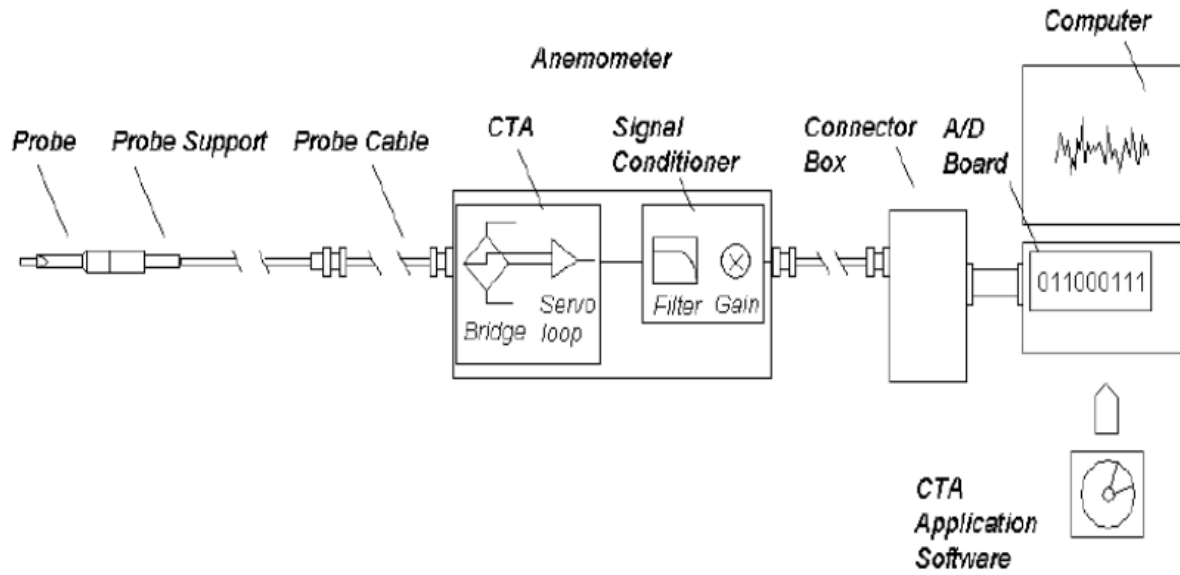 Computer
Anemometer
Probe
Probe Support
Probe Cable
CTA
Signal
Conditioner
Connector
Box
A/D
Board
Bridge
Servo
loop
Filter
Gain
011000111
CTA
Application
Software